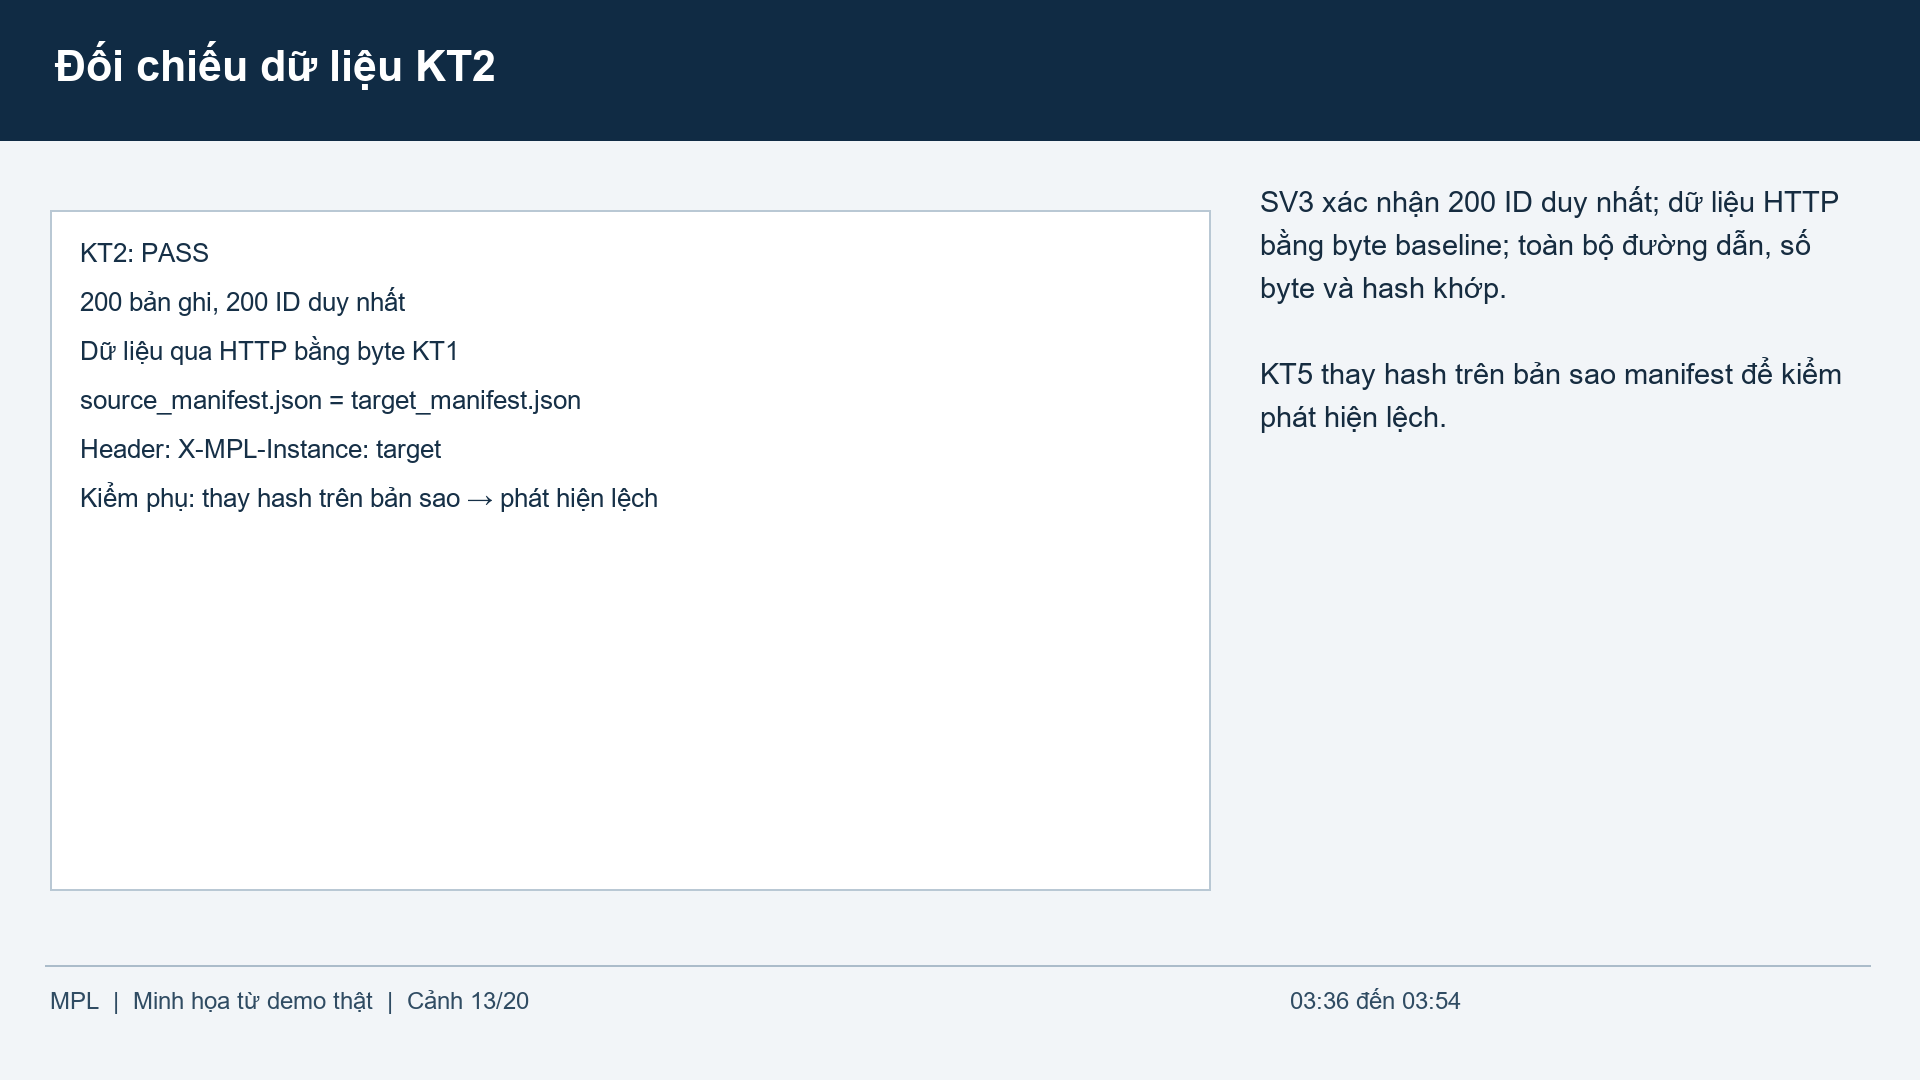 Đối chiếu dữ liệu KT2
KT2: PASS
200 bản ghi, 200 ID duy nhất
Dữ liệu qua HTTP bằng byte KT1
source_manifest.json = target_manifest.json
Header: X-MPL-Instance: target
Kiểm phụ: thay hash trên bản sao → phát hiện lệch
SV3 xác nhận 200 ID duy nhất; dữ liệu HTTP
bằng byte baseline; toàn bộ đường dẫn, số
byte và hash khớp.
KT5 thay hash trên bản sao manifest để kiểm
phát hiện lệch.
MPL | Minh họa từ demo thật | Cảnh 13/20
03:36 đến 03:54